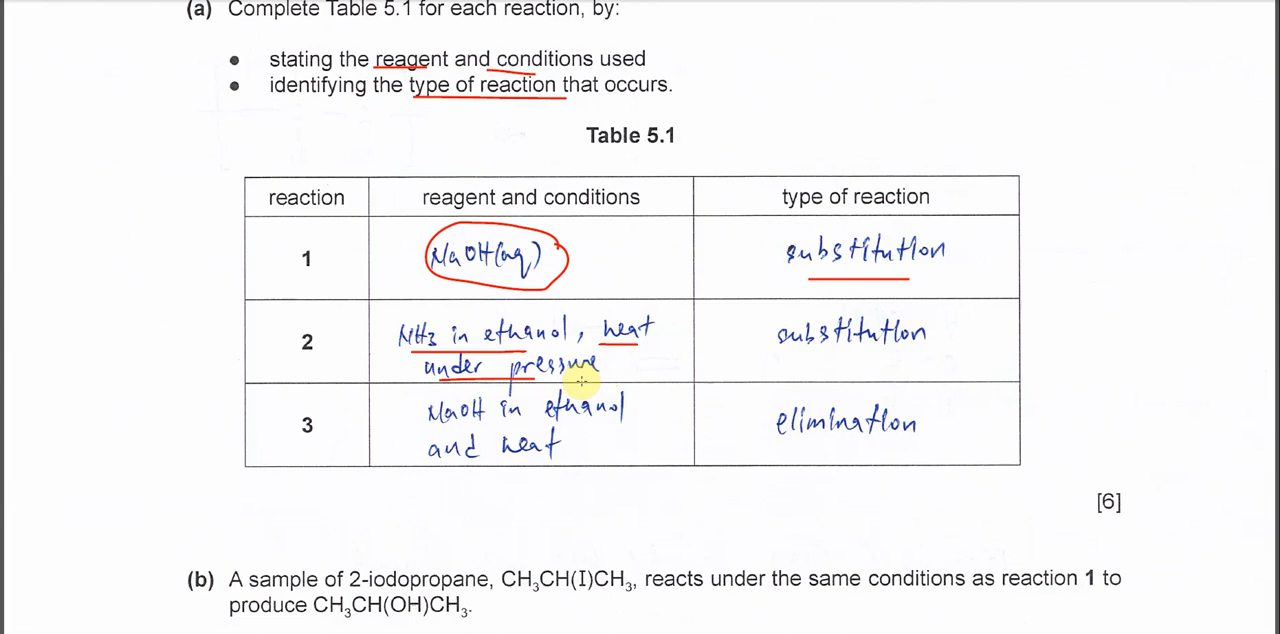 (a) Complete Table 5.1 for each reaction, by:
• stating the reagent and conditions used
• identifying the type of reaction that occurs.
Table 5.1
reaction reagent and conditions type of reaction
1 NaOH(aq) substitution
2 NH3 in ethanol, heat under pressure substitution
3 NaOH in ethanol and heat elimination
[6]
(b) A sample of 2-iodopropane, CH₃CH(I)CH₃, reacts under the same conditions as reaction 1 to
produce CH₃CH(OH)CH₃.